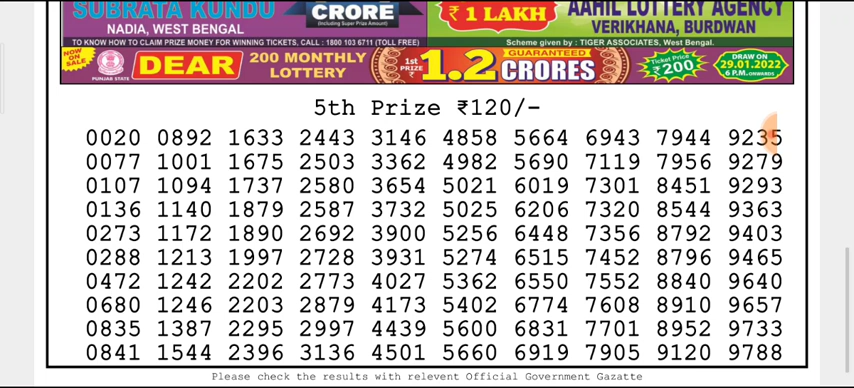 SUBRATA KUNDU
NADIA, WEST BENGAL
CRORE
(Including Super Prize Amount)
₹ 1 LAKH
AAHIL LOTTERY AGENCY
VERIKHANA, BURDWAN
TO KNOW HOW TO CLAIM PRIZE MONEY FOR WINNING TICKETS, CALL : 1800 103 6711 (TOLL FREE)
Scheme given by : TIGER ASSOCIATES, West Bengal.
NOW ON SALE
PUNJAB STATE
DEAR
200 MONTHLY
LOTTERY
1st
PRIZE
₹
1.2
GUARANTEED
CRORES
Ticket Price
₹200
DRAW ON
29.01.2022
6 P.M. ONWARDS
5th Prize ₹120/-
0020 0892 1633 2443 3146 4858 5664 6943 7944 9235
0077 1001 1675 2503 3362 4982 5690 7119 7956 9279
0107 1094 1737 2580 3654 5021 6019 7301 8451 9293
0136 1140 1879 2587 3732 5025 6206 7320 8544 9363
0273 1172 1890 2692 3900 5256 6448 7356 8792 9403
0288 1213 1997 2728 3931 5274 6515 7452 8796 9465
0472 1242 2202 2773 4027 5362 6550 7552 8840 9640
0680 1246 2203 2879 4173 5402 6774 7608 8910 9657
0835 1387 2295 2997 4439 5600 6831 7701 8952 9733
0841 1544 2396 3136 4501 5660 6919 7905 9120 9788
Please check the results with relevent Official Government Gazatte